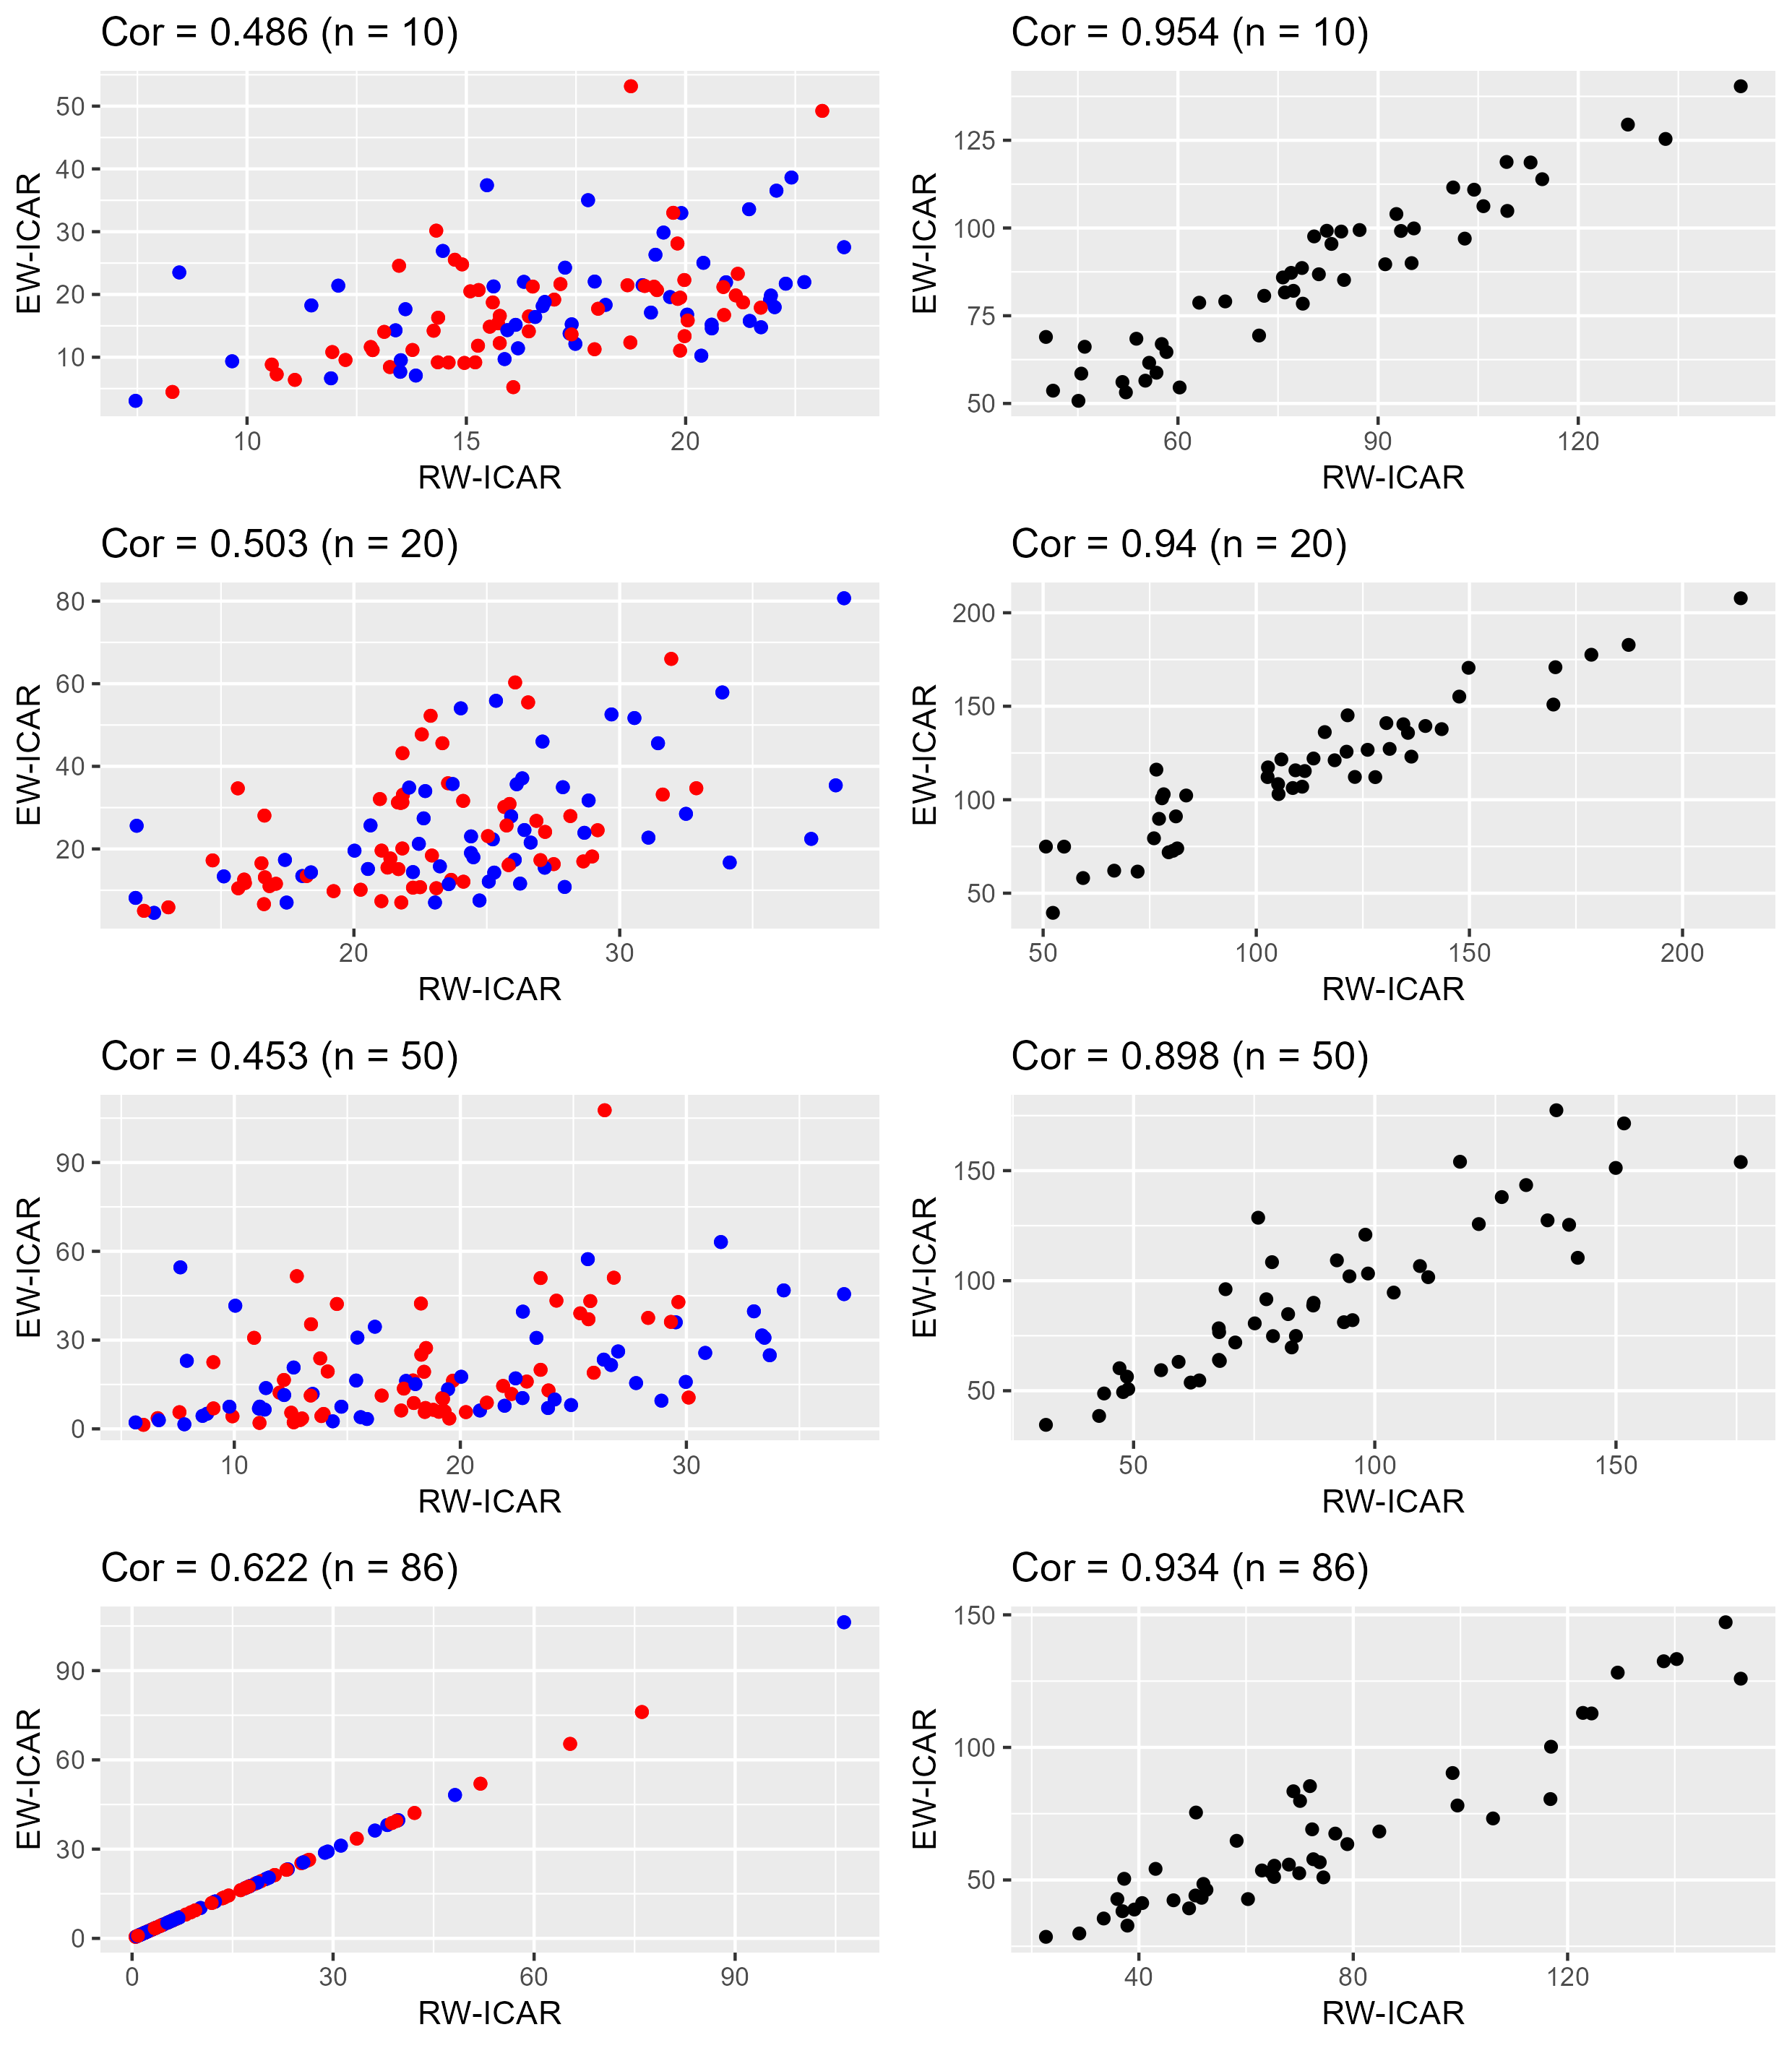 Cor = 0.486 (n = 10)
50
40
30
20
10
EW-ICAR
10 15 20
RW-ICAR
Cor = 0.954 (n = 10)
125
100
75
50
EW-ICAR
60 90 120
RW-ICAR
Cor = 0.503 (n = 20)
80
60
40
20
EW-ICAR
20 30
RW-ICAR
Cor = 0.94 (n = 20)
200
150
100
50
EW-ICAR
50 100 150 200
RW-ICAR
Cor = 0.453 (n = 50)
90
60
30
0
EW-ICAR
10 20 30
RW-ICAR
Cor = 0.898 (n = 50)
150
100
50
EW-ICAR
50 100 150
RW-ICAR
Cor = 0.622 (n = 86)
90
60
30
0
EW-ICAR
0 30 60 90
RW-ICAR
Cor = 0.934 (n = 86)
150
100
50
EW-ICAR
40 80 120
RW-ICAR